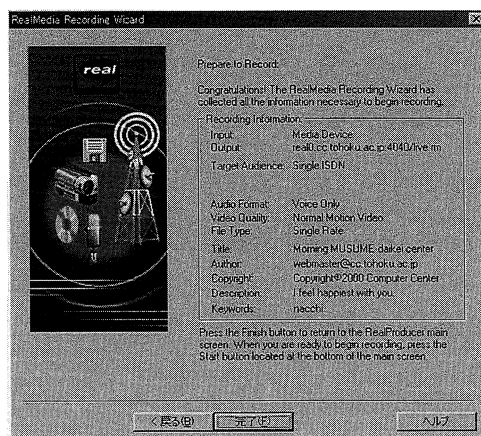 RealMedia Recording Wizard
real
Prepare to Record:
Congratulations! The RealMedia Recording Wizard has
collected all the information necessary to begin recording.
Recording Information
Input: Media Device
Output: real0.cc.tohoku.ac.jp:4040/live.rm
Target Audience: Single ISDN
Audio Format: Voice Only
Video Quality: Normal Motion Video
File Type: Single Rate
Title: Morning MUSUME daikei center
Author: webmaster@cc.tohoku.ac.jp
Copyright: Copyright©2000 Computer Center
Description: I feel happiest with you.
Keywords: nacchi
Press the Finish button to return to the RealProducer main
screen. When you are ready to begin recording, press the
Start button located at the bottom of the main screen.
< 戻る(B)
完了(F)
ヘルプ